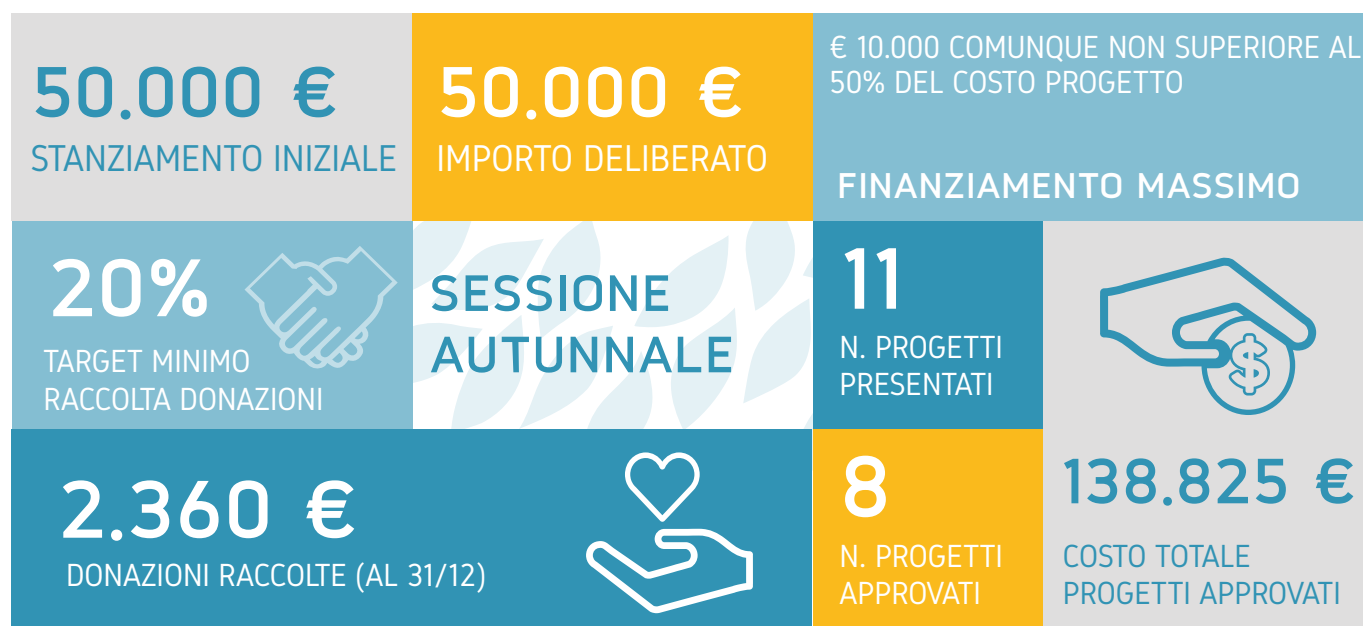 50.000 €
STANZIAMENTO INIZIALE
50.000 €
IMPORTO DELIBERATO
€ 10.000 COMUNQUE NON SUPERIORE AL
50% DEL COSTO PROGETTO
FINANZIAMENTO MASSIMO
20%
TARGET MINIMO
RACCOLTA DONAZIONI
SESSIONE
AUTUNNALE
11
N. PROGETTI
PRESENTATI
$
2.360 €
DONAZIONI RACCOLTE (AL 31/12)
8
N. PROGETTI
APPROVATI
138.825 €
COSTO TOTALE
PROGETTI APPROVATI